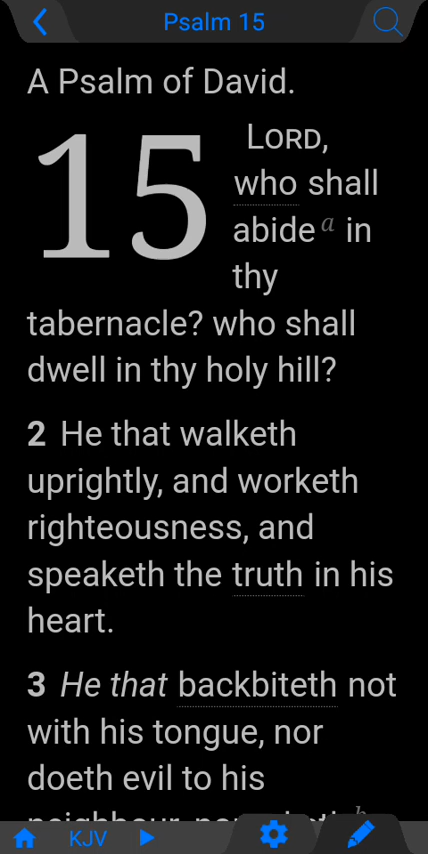 Psalm 15
A Psalm of David.
15 LORD,
who shall
abide a in
thy
tabernacle? who shall
dwell in thy holy hill?
2 He that walketh
uprightly, and worketh
righteousness, and
speaketh the truth in his
heart.
3 He that backbiteth not
with his tongue, nor
doeth evil to his
neighbour,
KJV